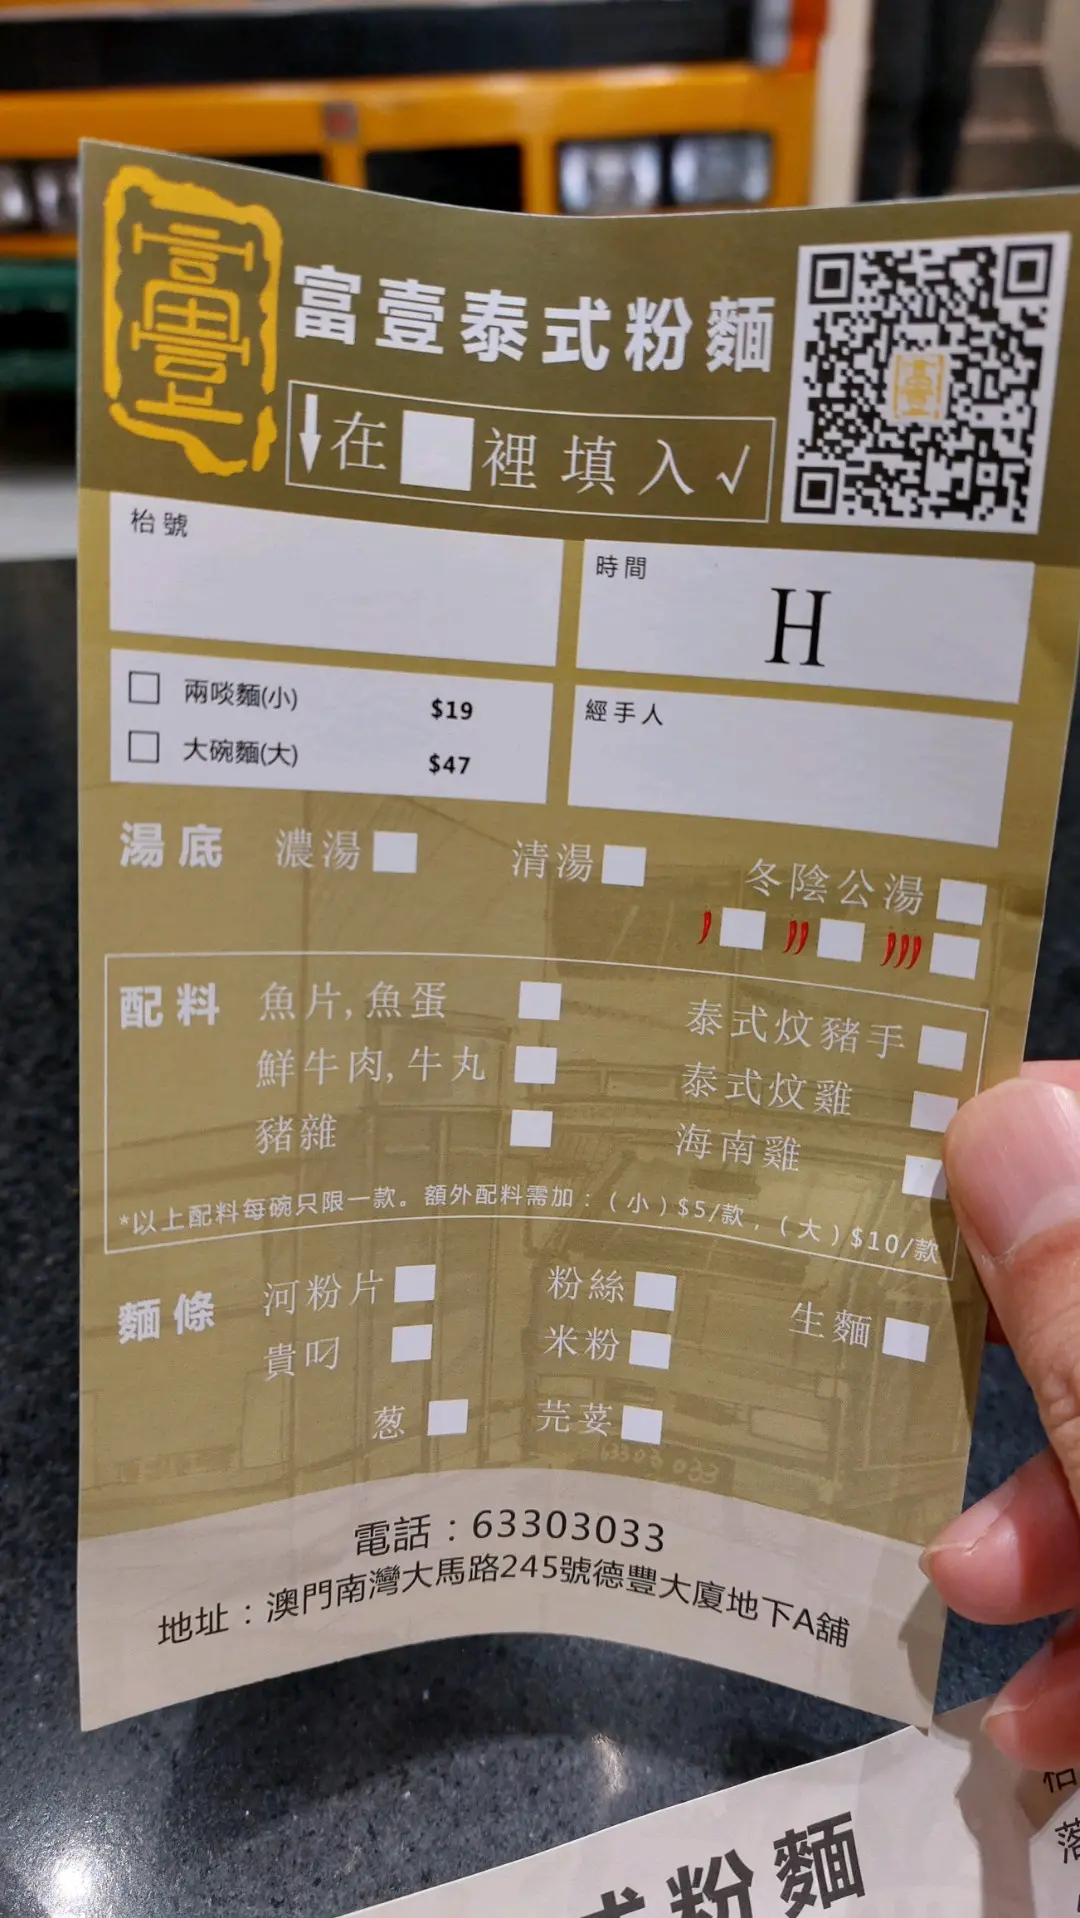 富壹
富壹泰式粉麵
在 裡填入√
枱號
時間
H
兩啖麵(小) $19
大碗麵(大) $47
經手人
湯底 濃湯 清湯 冬陰公湯
配料 魚片,魚蛋 泰式炆豬手
鮮牛肉,牛丸 泰式炆雞
豬雜 海南雞
*以上配料每碗只限一款。額外配料需加：（小）$5/款，（大）$10/款
麵條 河粉片 粉絲 生麵
貴叼 米粉
葱 芫荽
63303033
電話：63303033
地址：澳門南灣大馬路245號德豐大廈地下A舖
式粉麵
枱
落